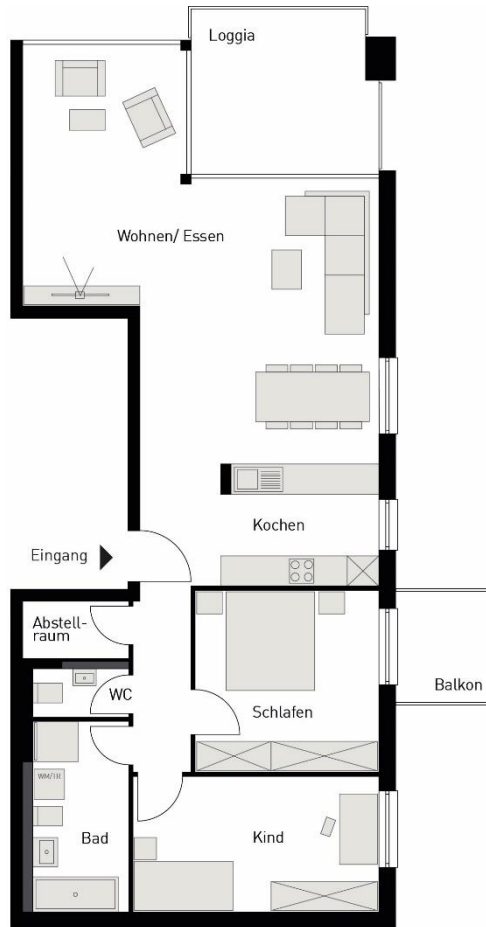 Loggia
Wohnen/ Essen
Kochen
Eingang
Abstell-
raum
Balkon
WC
Schlafen
WM/TR
Bad
Kind